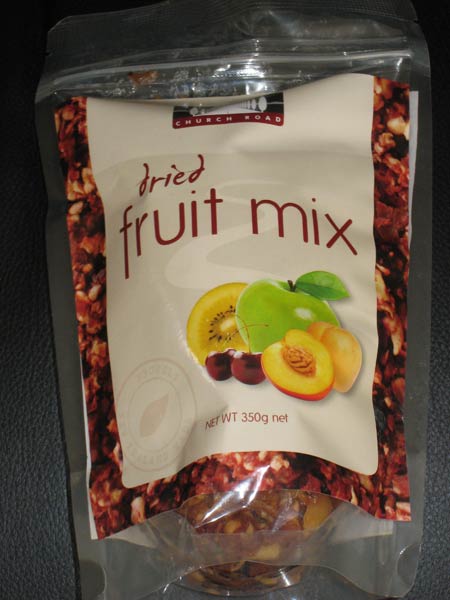 CHURCH ROAD
dried
fruit mix
NET WT 350g net